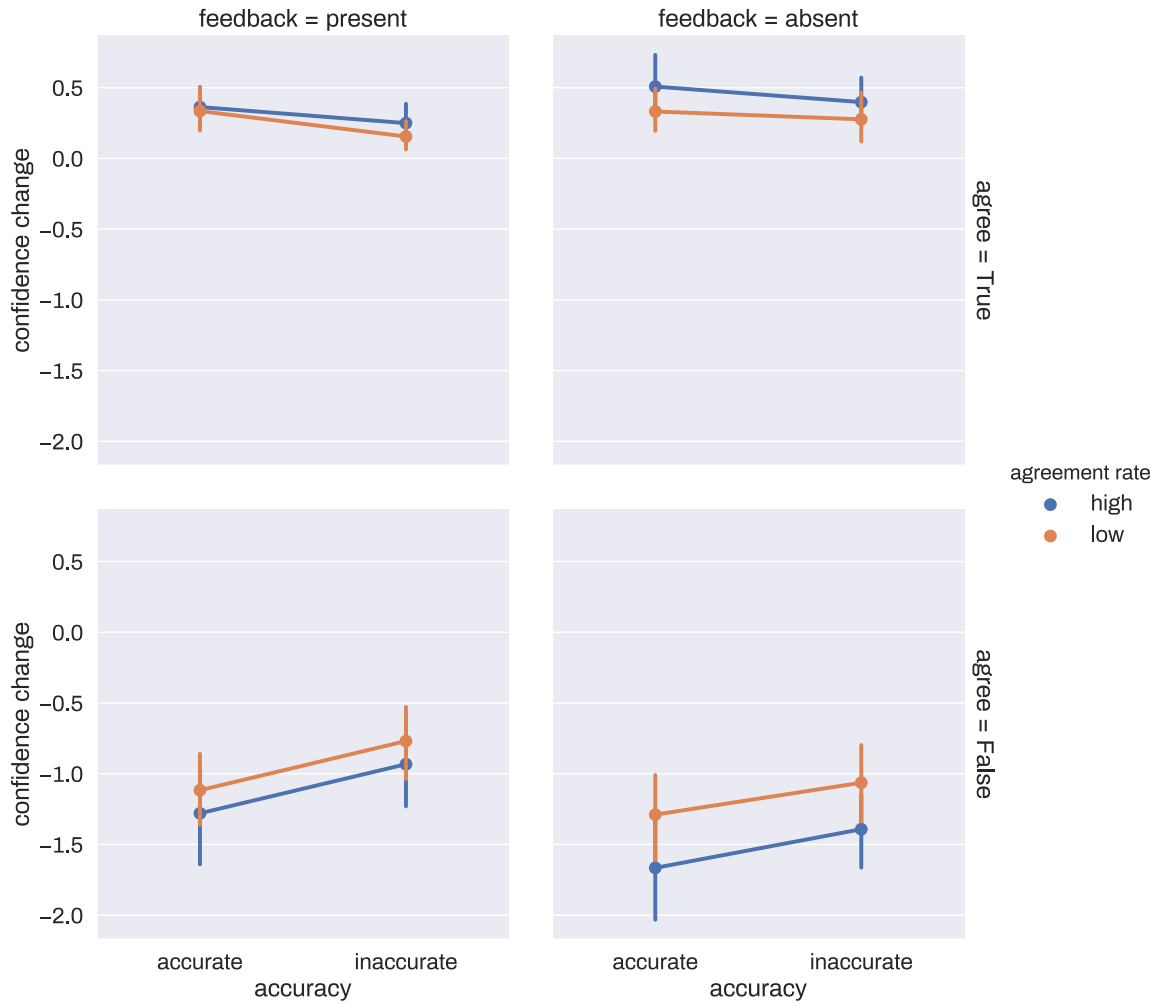 feedback = present
feedback = absent
confidence change
0.5
0.0
−0.5
−1.0
−1.5
−2.0
agree = True
agreement rate
high
low
confidence change
0.5
0.0
−0.5
−1.0
−1.5
−2.0
agree = False
accurate
inaccurate
accuracy
accurate
inaccurate
accuracy